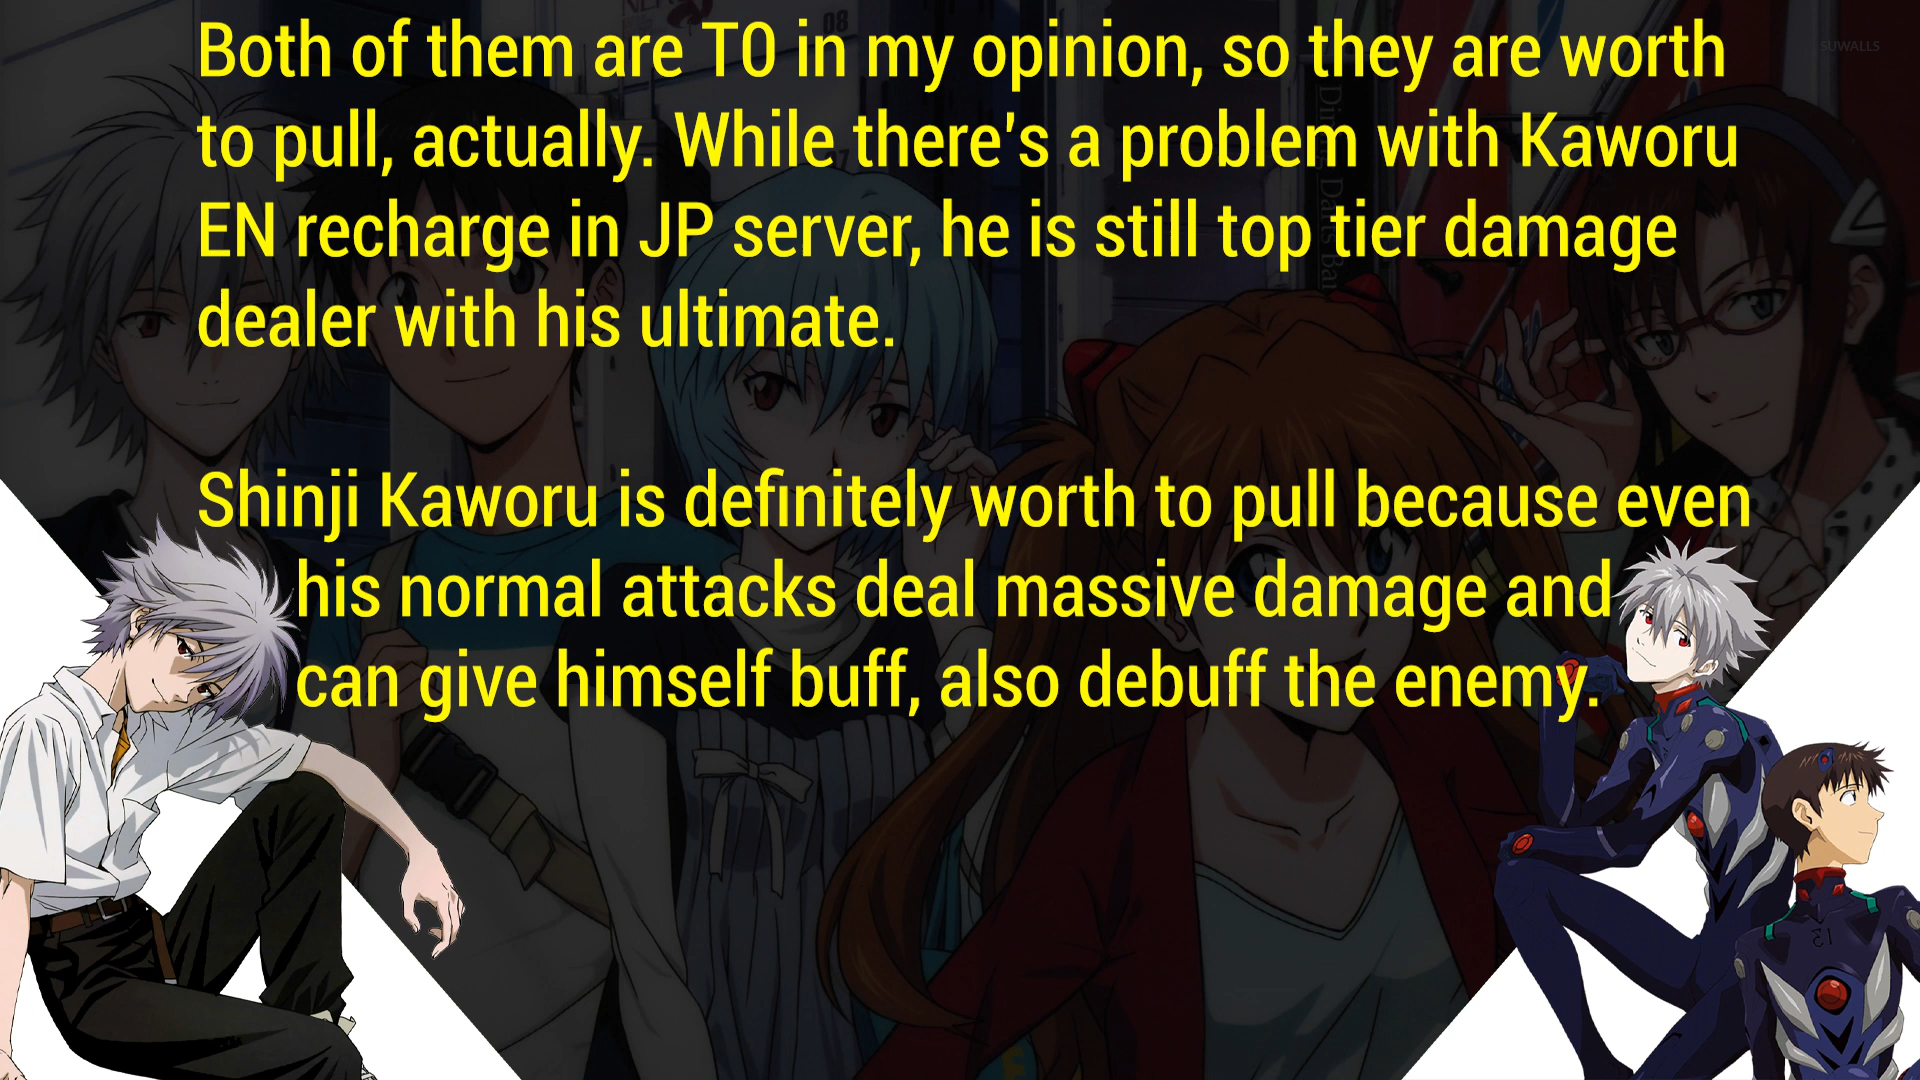 Both of them are T0 in my opinion, so they are worth
to pull, actually. While there's a problem with Kaworu
EN recharge in JP server, he is still top tier damage
dealer with his ultimate.
Shinji Kaworu is definitely worth to pull because even
his normal attacks deal massive damage and
can give himself buff, also debuff the enemy.
SUWALLS
08
13